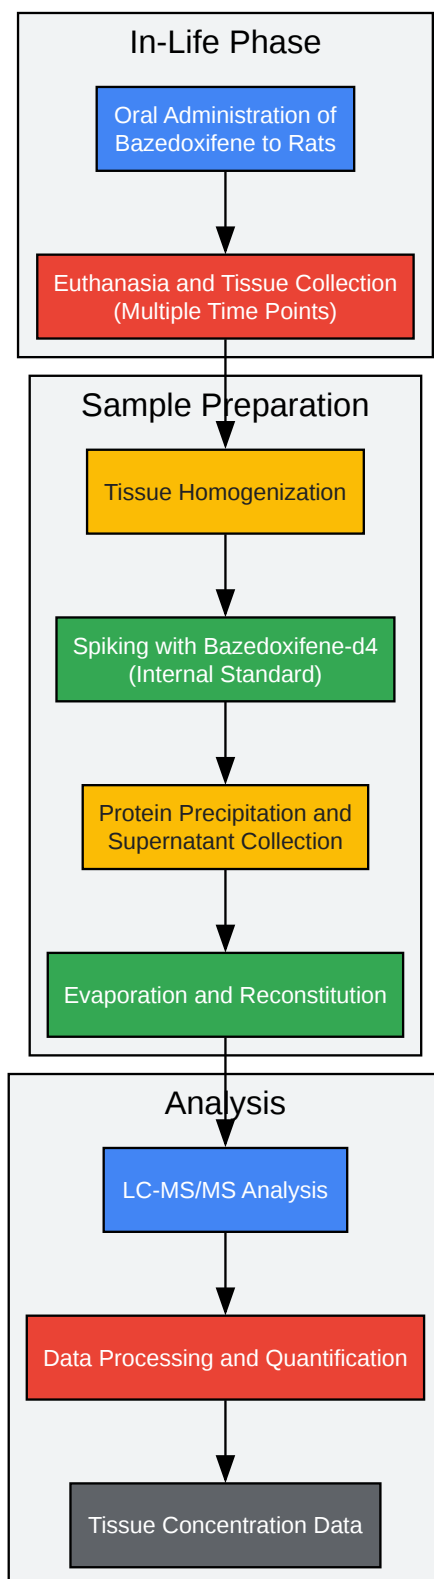 In-Life Phase
Oral Administration of
Bazedoxifene to Rats
Euthanasia and Tissue Collection
(Multiple Time Points)
Sample Preparation
Tissue Homogenization
Spiking with Bazedoxifene-d4
(Internal Standard)
Protein Precipitation and
Supernatant Collection
Evaporation and Reconstitution
Analysis
LC-MS/MS Analysis
Data Processing and Quantification
Tissue Concentration Data